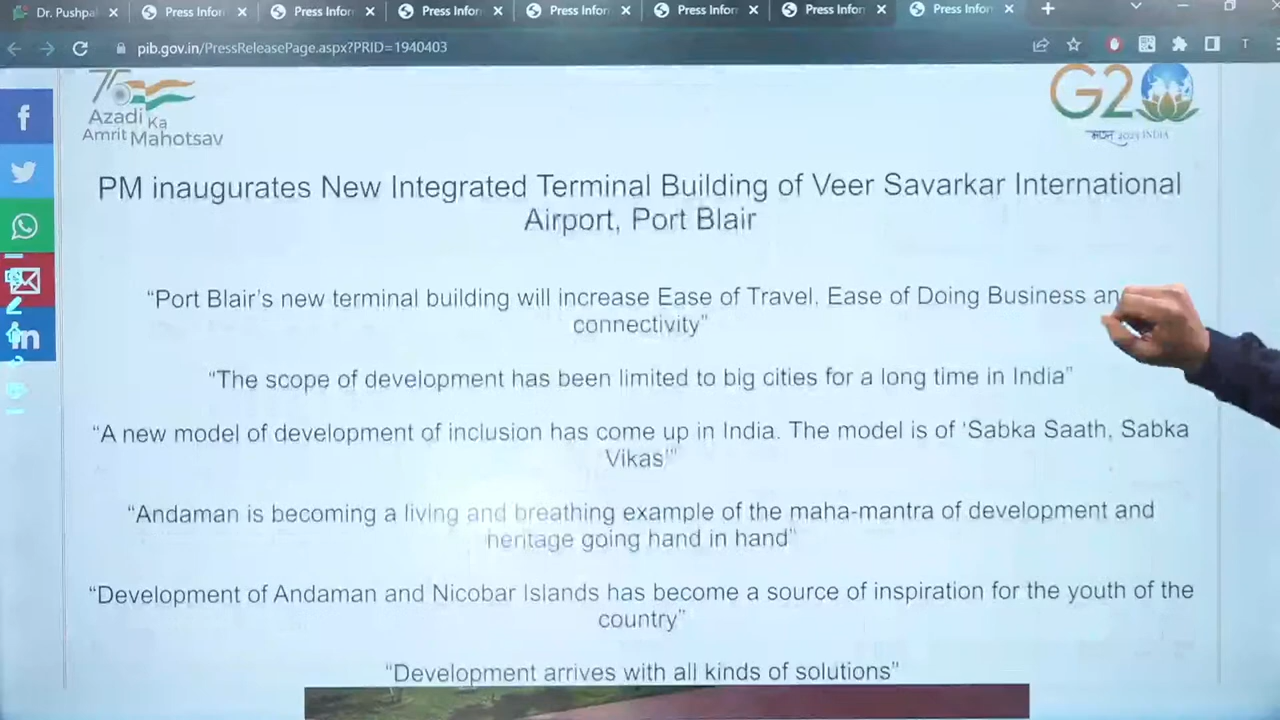 Dr. Pushpal
Press Infor
Press Infor
Press Infor
Press Infor
Press Infor
Press Infor
Press Infor
pib.gov.in/PressReleasePage.aspx?PRID=1940403
T
75
Azadi Ka
Amrit Mahotsav
G20
भारत 2023 INDIA
PM inaugurates New Integrated Terminal Building of Veer Savarkar International
Airport, Port Blair
“Port Blair’s new terminal building will increase Ease of Travel, Ease of Doing Business an
connectivity”
“The scope of development has been limited to big cities for a long time in India”
“A new model of development of inclusion has come up in India. The model is of ‘Sabka Saath, Sabka
Vikas’”
“Andaman is becoming a living and breathing example of the maha-mantra of development and
heritage going hand in hand”
“Development of Andaman and Nicobar Islands has become a source of inspiration for the youth of the
country”
“Development arrives with all kinds of solutions”